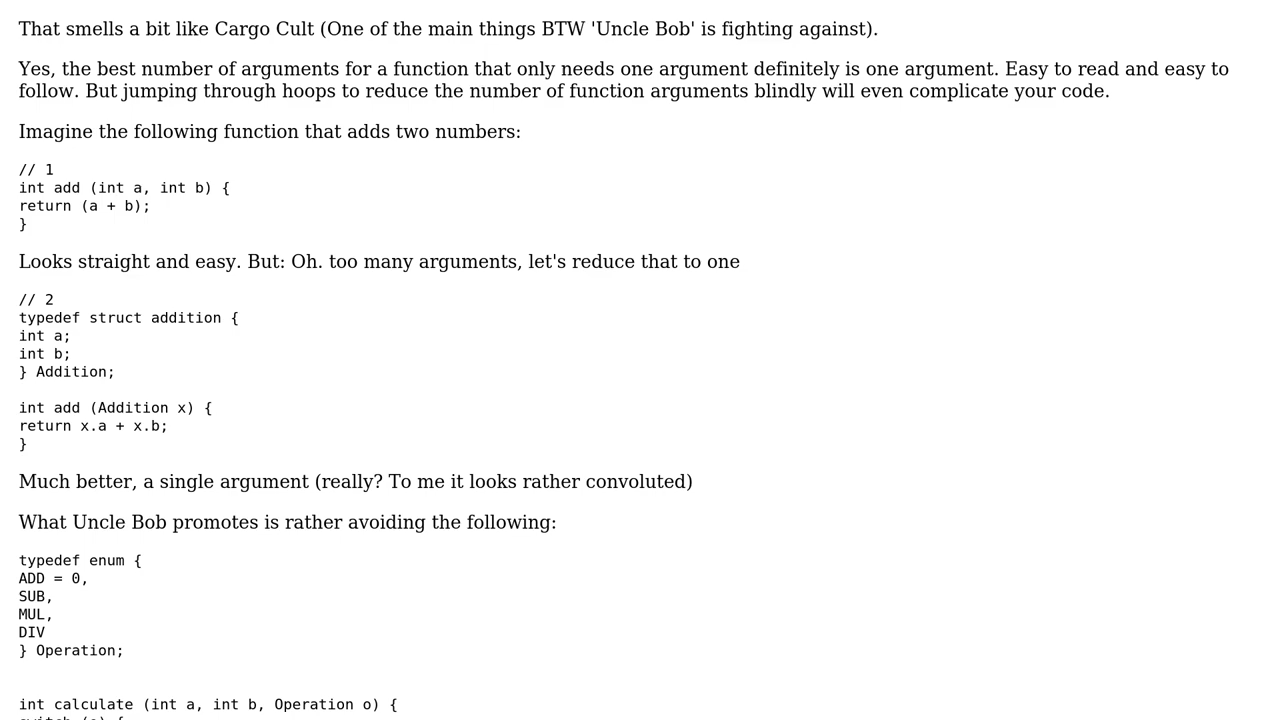 That smells a bit like Cargo Cult (One of the main things BTW 'Uncle Bob' is fighting against).
Yes, the best number of arguments for a function that only needs one argument definitely is one argument. Easy to read and easy to
follow. But jumping through hoops to reduce the number of function arguments blindly will even complicate your code.
Imagine the following function that adds two numbers:
// 1
int add (int a, int b) {
return (a + b);
}
Looks straight and easy. But: Oh. too many arguments, let's reduce that to one
// 2
typedef struct addition {
int a;
int b;
} Addition;
int add (Addition x) {
return x.a + x.b;
}
Much better, a single argument (really? To me it looks rather convoluted)
What Uncle Bob promotes is rather avoiding the following:
typedef enum {
ADD = 0,
SUB,
MUL,
DIV
} Operation;
int calculate (int a, int b, Operation o) {